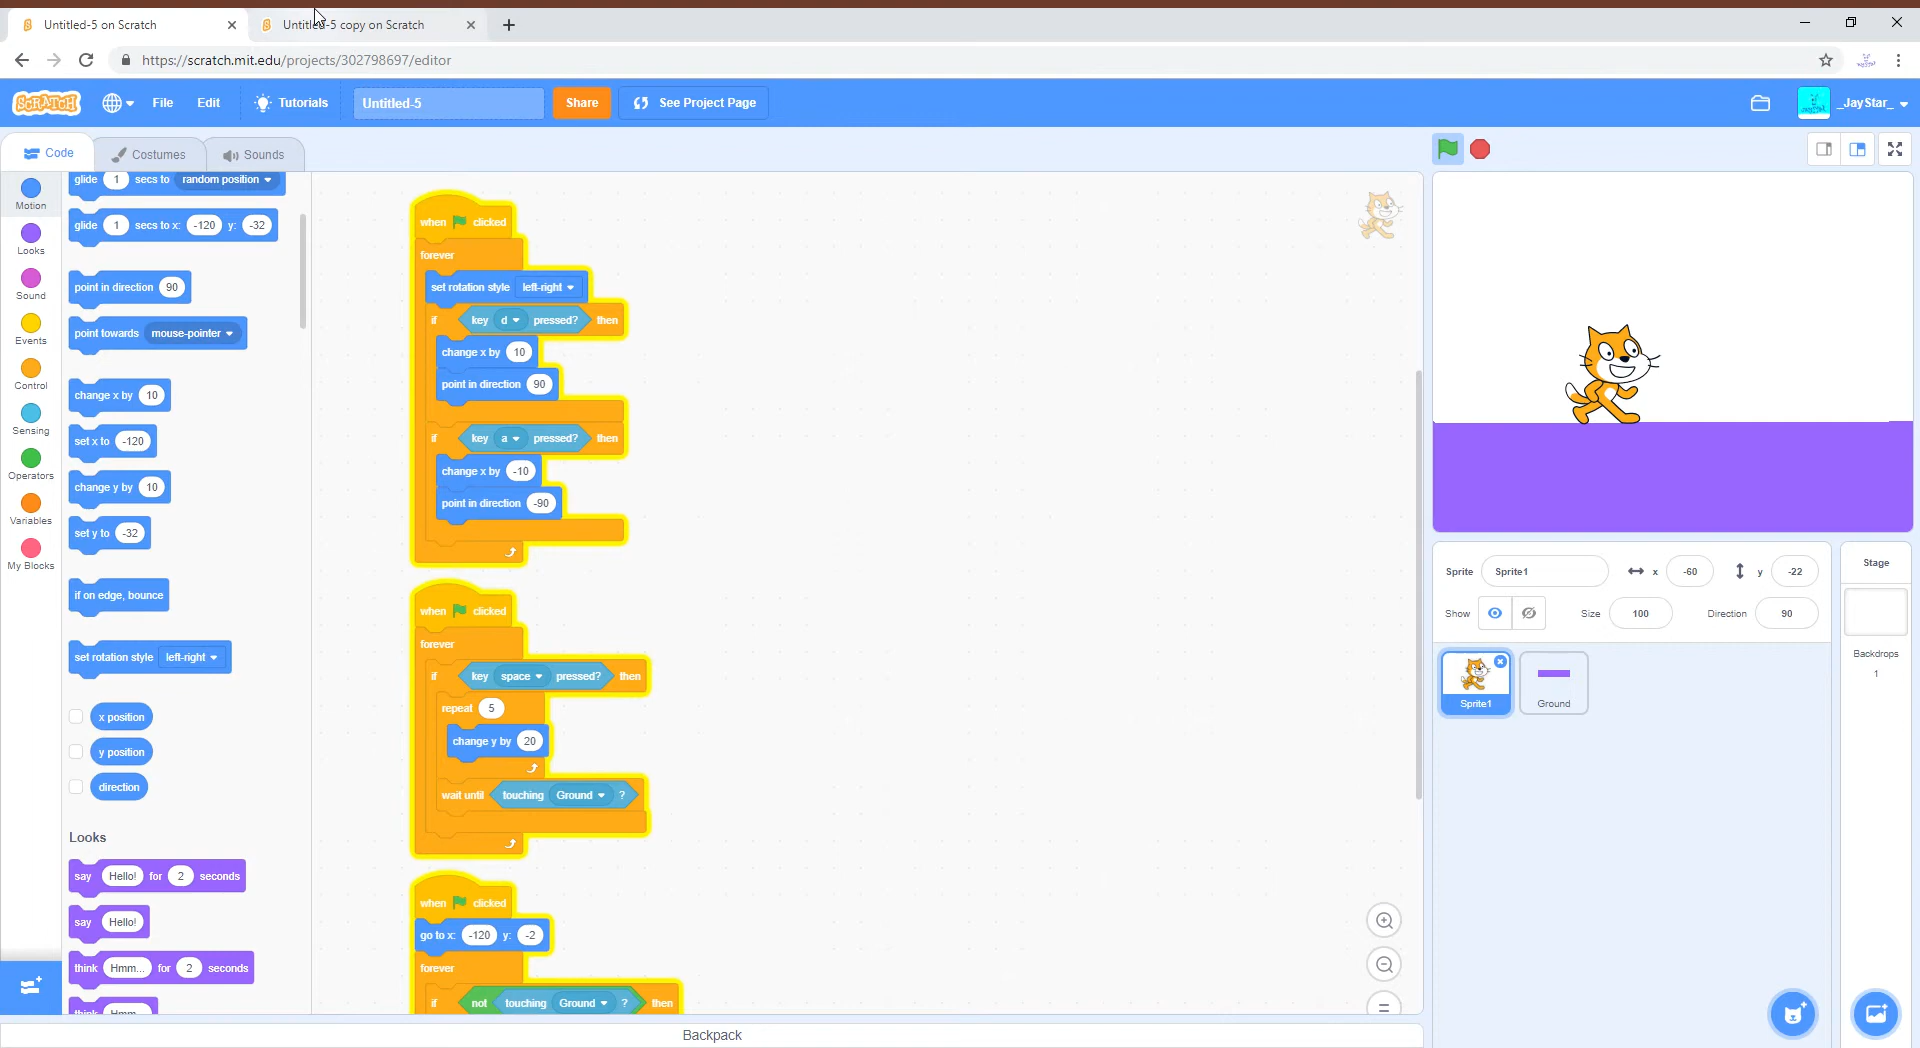 Untitled-5 on Scratch
Untitled-5 copy on Scratch
https://scratch.mit.edu/projects/302798697/editor
SCRATCH
File
Edit
Tutorials
Untitled-5
Share
See Project Page
_JayStar_
Code
Costumes
Sounds
Motion
Looks
Sound
Events
Control
Sensing
Operators
Variables
My Blocks
glide 1 secs to random position
glide 1 secs to x: -120 y: -32
point in direction 90
point towards mouse-pointer
change x by 10
set x to -120
change y by 10
set y to -32
if on edge, bounce
set rotation style left-right
x position
y position
direction
Looks
say Hello! for 2 seconds
say Hello!
think Hmm... for 2 seconds
think Hmm...
when clicked
forever
set rotation style left-right
if key d pressed? then
change x by 10
point in direction 90
if key a pressed? then
change x by -10
point in direction -90
when clicked
forever
if key space pressed? then
repeat 5
change y by 20
wait until touching Ground ?
when clicked
go to x: -120 y: -2
forever
if not touching Ground ? then
Backpack
Sprite Sprite1 x -60 y -22
Show Size 100 Direction 90
Sprite1
Ground
Stage
Backdrops
1